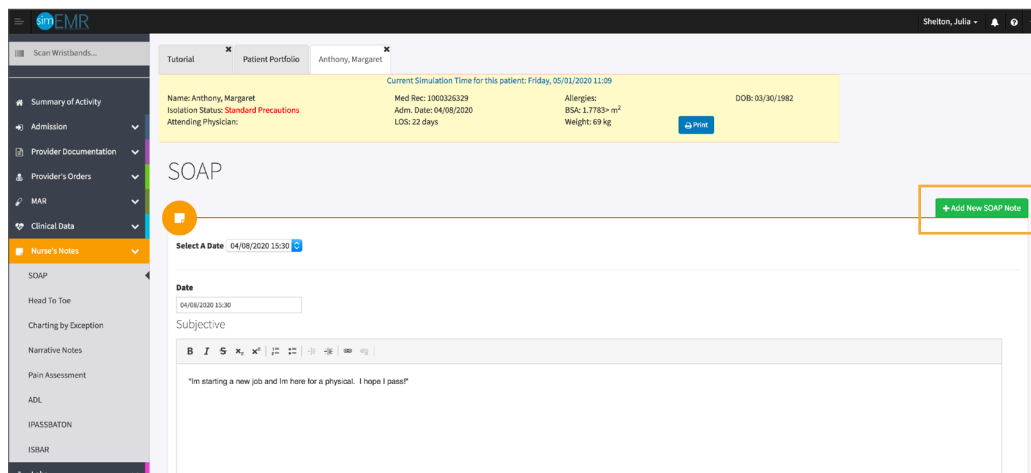 simEMR
Shelton, Julia
Scan Wristbands...
Tutorial
Patient Portfolio
Anthony, Margaret
Current Simulation Time for this patient: Friday, 05/01/2020 11:09
Name: Anthony, Margaret Med Rec: 1000326329 Allergies: DOB: 03/30/1982
Isolation Status: Standard Precautions Adm. Date: 04/08/2020 BSA: 1.7783> m²
Attending Physician: LOS: 22 days Weight: 69 kg
Print
Summary of Activity
Admission
Provider Documentation
Provider's Orders
MAR
Clinical Data
Nurse's Notes
SOAP
Head To Toe
Charting by Exception
Narrative Notes
Pain Assessment
ADL
IPASSBATON
ISBAR
SOAP
+ Add New SOAP Note
Select A Date 04/08/2020 15:30
Date
04/08/2020 15:30
Subjective
B I S x₂ x²
"Im starting a new job and Im here for a physical. I hope I pass!"